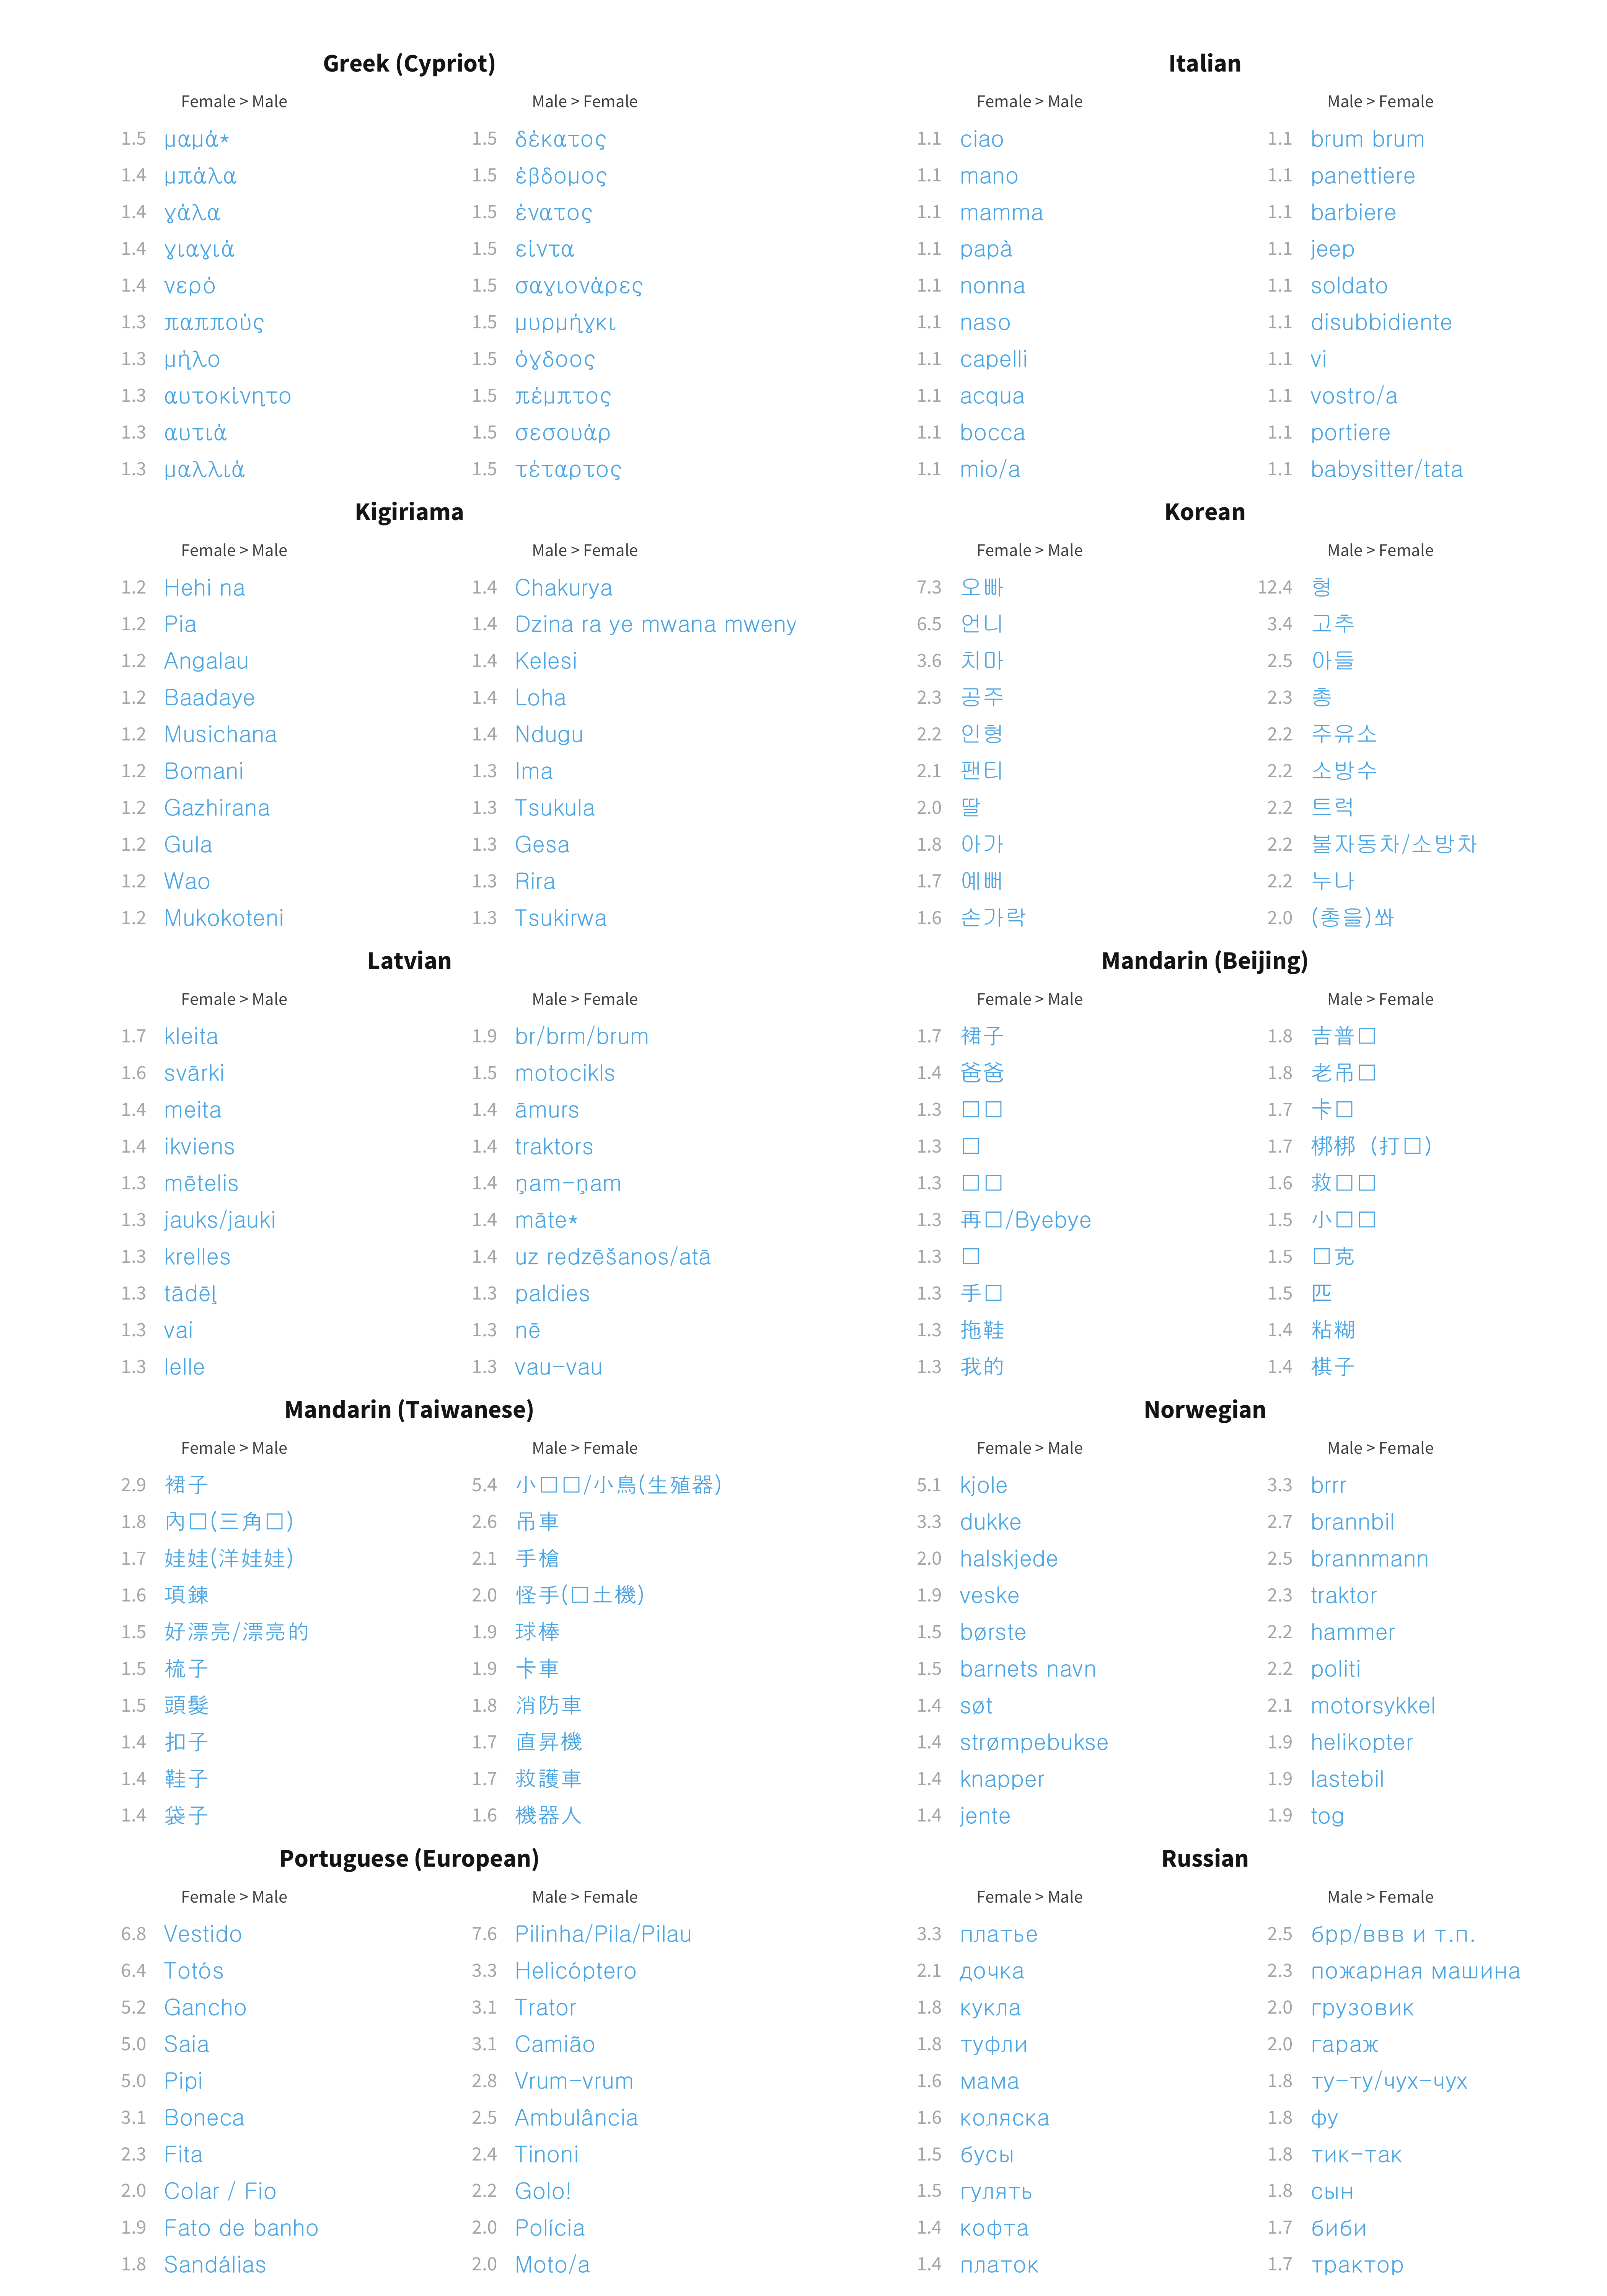 Greek (Cypriot)
Female > Male Male > Female
1.5 μαμά* 1.5 δέκατος
1.4 μπάλα 1.5 έβδομος
1.4 γάλα 1.5 ένατος
1.4 γιαγιά 1.5 είντα
1.4 νερό 1.5 σαγιονάρες
1.3 παππούς 1.5 μυρμήγκι
1.3 μήλο 1.5 όγδοος
1.3 αυτοκίνητο 1.5 πέμπτος
1.3 αυτιά 1.5 σεσουάρ
1.3 μαλλιά 1.5 τέταρτος
Italian
Female > Male Male > Female
1.1 ciao 1.1 brum brum
1.1 mano 1.1 panettiere
1.1 mamma 1.1 barbiere
1.1 papà 1.1 jeep
1.1 nonna 1.1 soldato
1.1 naso 1.1 disubbidiente
1.1 capelli 1.1 vi
1.1 acqua 1.1 vostro/a
1.1 bocca 1.1 portiere
1.1 mio/a 1.1 babysitter/tata
Kigiriama
Female > Male Male > Female
1.2 Hehi na 1.4 Chakurya
1.2 Pia 1.4 Dzina ra ye mwana mweny
1.2 Angalau 1.4 Kelesi
1.2 Baadaye 1.4 Loha
1.2 Musichana 1.4 Ndugu
1.2 Bomani 1.3 Ima
1.2 Gazhirana 1.3 Tsukula
1.2 Gula 1.3 Gesa
1.2 Wao 1.3 Rira
1.2 Mukokoteni 1.3 Tsukirwa
Korean
Female > Male Male > Female
7.3 오빠 12.4 형
6.5 언니 3.4 고추
3.6 치마 2.5 아들
2.3 공주 2.3 총
2.2 인형 2.2 주유소
2.1 팬티 2.2 소방수
2.0 딸 2.2 트럭
1.8 아가 2.2 불자동차/소방차
1.7 예뻐 2.2 누나
1.6 손가락 2.0 (총을)쏴
Latvian
Female > Male Male > Female
1.7 kleita 1.9 br/brm/brum
1.6 svārki 1.5 motocikls
1.4 meita 1.4 āmurs
1.4 ikviens 1.4 traktors
1.3 mētelis 1.4 ņam-ņam
1.3 jauks/jauki 1.4 māte*
1.3 krelles 1.4 uz redzēšanos/atā
1.3 tādēļ 1.3 paldies
1.3 vai 1.3 nē
1.3 lelle 1.3 vau-vau
Mandarin (Beijing)
Female > Male Male > Female
1.7 裙子 1.8 吉普□
1.4 爸爸 1.8 老吊□
1.3 □□ 1.7 卡□
1.3 □ 1.7 梆梆（打□）
1.3 □□ 1.6 救□□
1.3 再□/Byebye 1.5 小□□
1.3 □ 1.5 □克
1.3 手□ 1.5 匹
1.3 拖鞋 1.4 粘糊
1.3 我的 1.4 棋子
Mandarin (Taiwanese)
Female > Male Male > Female
2.9 裙子 5.4 小□□/小鳥(生殖器)
1.8 內□(三角□) 2.6 吊車
1.7 娃娃(洋娃娃) 2.1 手槍
1.6 項鍊 2.0 怪手(□土機)
1.5 好漂亮/漂亮的 1.9 球棒
1.5 梳子 1.9 卡車
1.5 頭髮 1.8 消防車
1.4 扣子 1.7 直昇機
1.4 鞋子 1.7 救護車
1.4 袋子 1.6 機器人
Norwegian
Female > Male Male > Female
5.1 kjole 3.3 brrr
3.3 dukke 2.7 brannbil
2.0 halskjede 2.5 brannmann
1.9 veske 2.3 traktor
1.5 børste 2.2 hammer
1.5 barnets navn 2.2 politi
1.4 søt 2.1 motorsykkel
1.4 strømpebukse 1.9 helikopter
1.4 knapper 1.9 lastebil
1.4 jente 1.9 tog
Portuguese (European)
Female > Male Male > Female
6.8 Vestido 7.6 Pilinha/Pila/Pilau
6.4 Totós 3.3 Helicóptero
5.2 Gancho 3.1 Trator
5.0 Saia 3.1 Camião
5.0 Pipi 2.8 Vrum-vrum
3.1 Boneca 2.5 Ambulância
2.3 Fita 2.4 Tinoni
2.0 Colar / Fio 2.2 Golo!
1.9 Fato de banho 2.0 Polícia
1.8 Sandálias 2.0 Moto/a
Russian
Female > Male Male > Female
3.3 платье 2.5 брр/ввв и т.п.
2.1 дочка 2.3 пожарная машина
1.8 кукла 2.0 грузовик
1.8 туфли 2.0 гараж
1.6 мама 1.8 ту-ту/чух-чух
1.6 коляска 1.8 фу
1.5 бусы 1.8 тик-так
1.5 гулять 1.8 сын
1.4 кофта 1.7 биби
1.4 платок 1.7 трактор